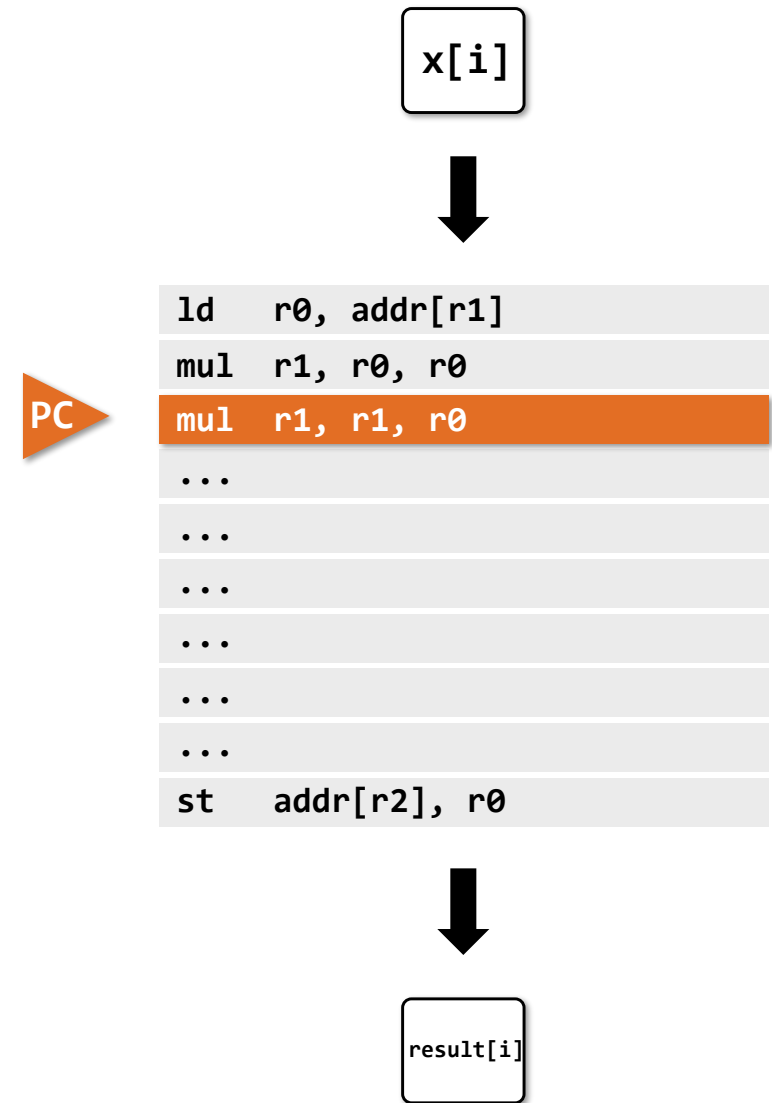 x[i]
ld r0, addr[r1]
mul r1, r0, r0
PC
mul r1, r1, r0
...
...
...
...
...
...
st addr[r2], r0
result[i]